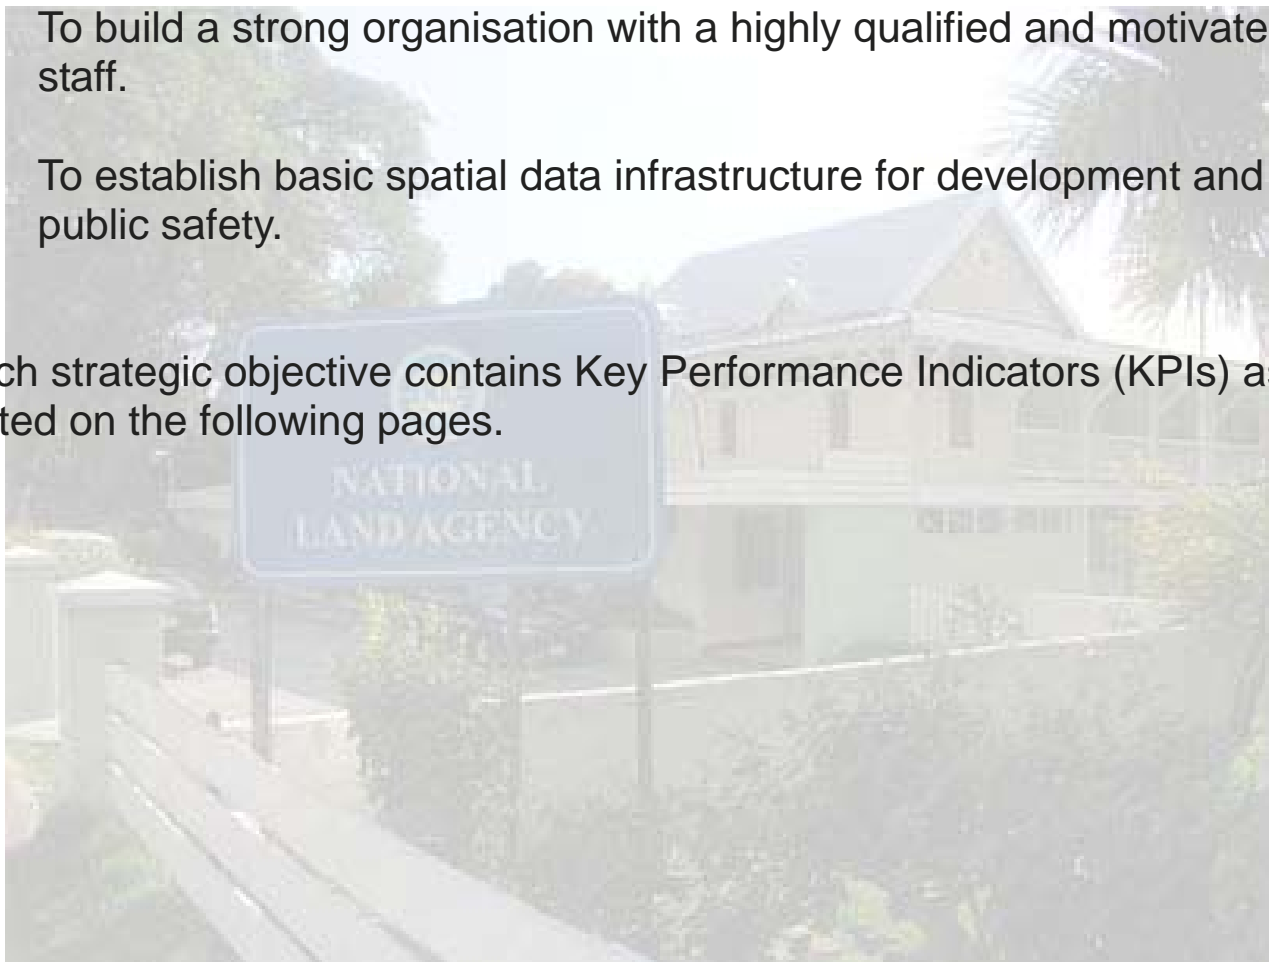 To build a strong organisation with a highly qualified and motivate
staff.
To establish basic spatial data infrastructure for development and
public safety.
ch strategic objective contains Key Performance Indicators (KPIs) as
ted on the following pages.
NATIONAL
LAND AGENCY